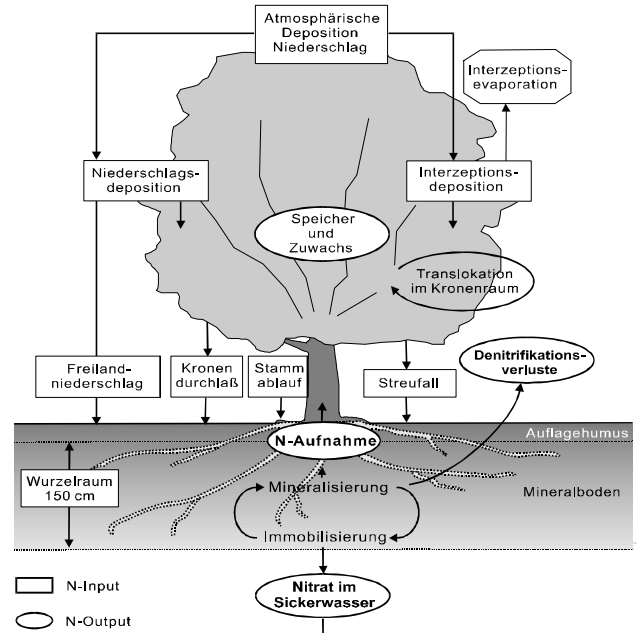 Atmosphärische
Deposition
Niederschlag
Interzeptions-
evaporation
Niederschlags-
deposition
Interzeptions-
deposition
Speicher
und
Zuwachs
Translokation
im Kronenraum
Freiland-
niederschlag
Kronen
durchlaß
Stamm
ablauf
Streufall
Denitrifikations-
verluste
N-Aufnahme
Auflagehumus
Wurzelraum
150 cm
Mineralisierung
Mineralboden
Immobilisierung
N-Input
Nitrat im
Sickerwasser
N-Output